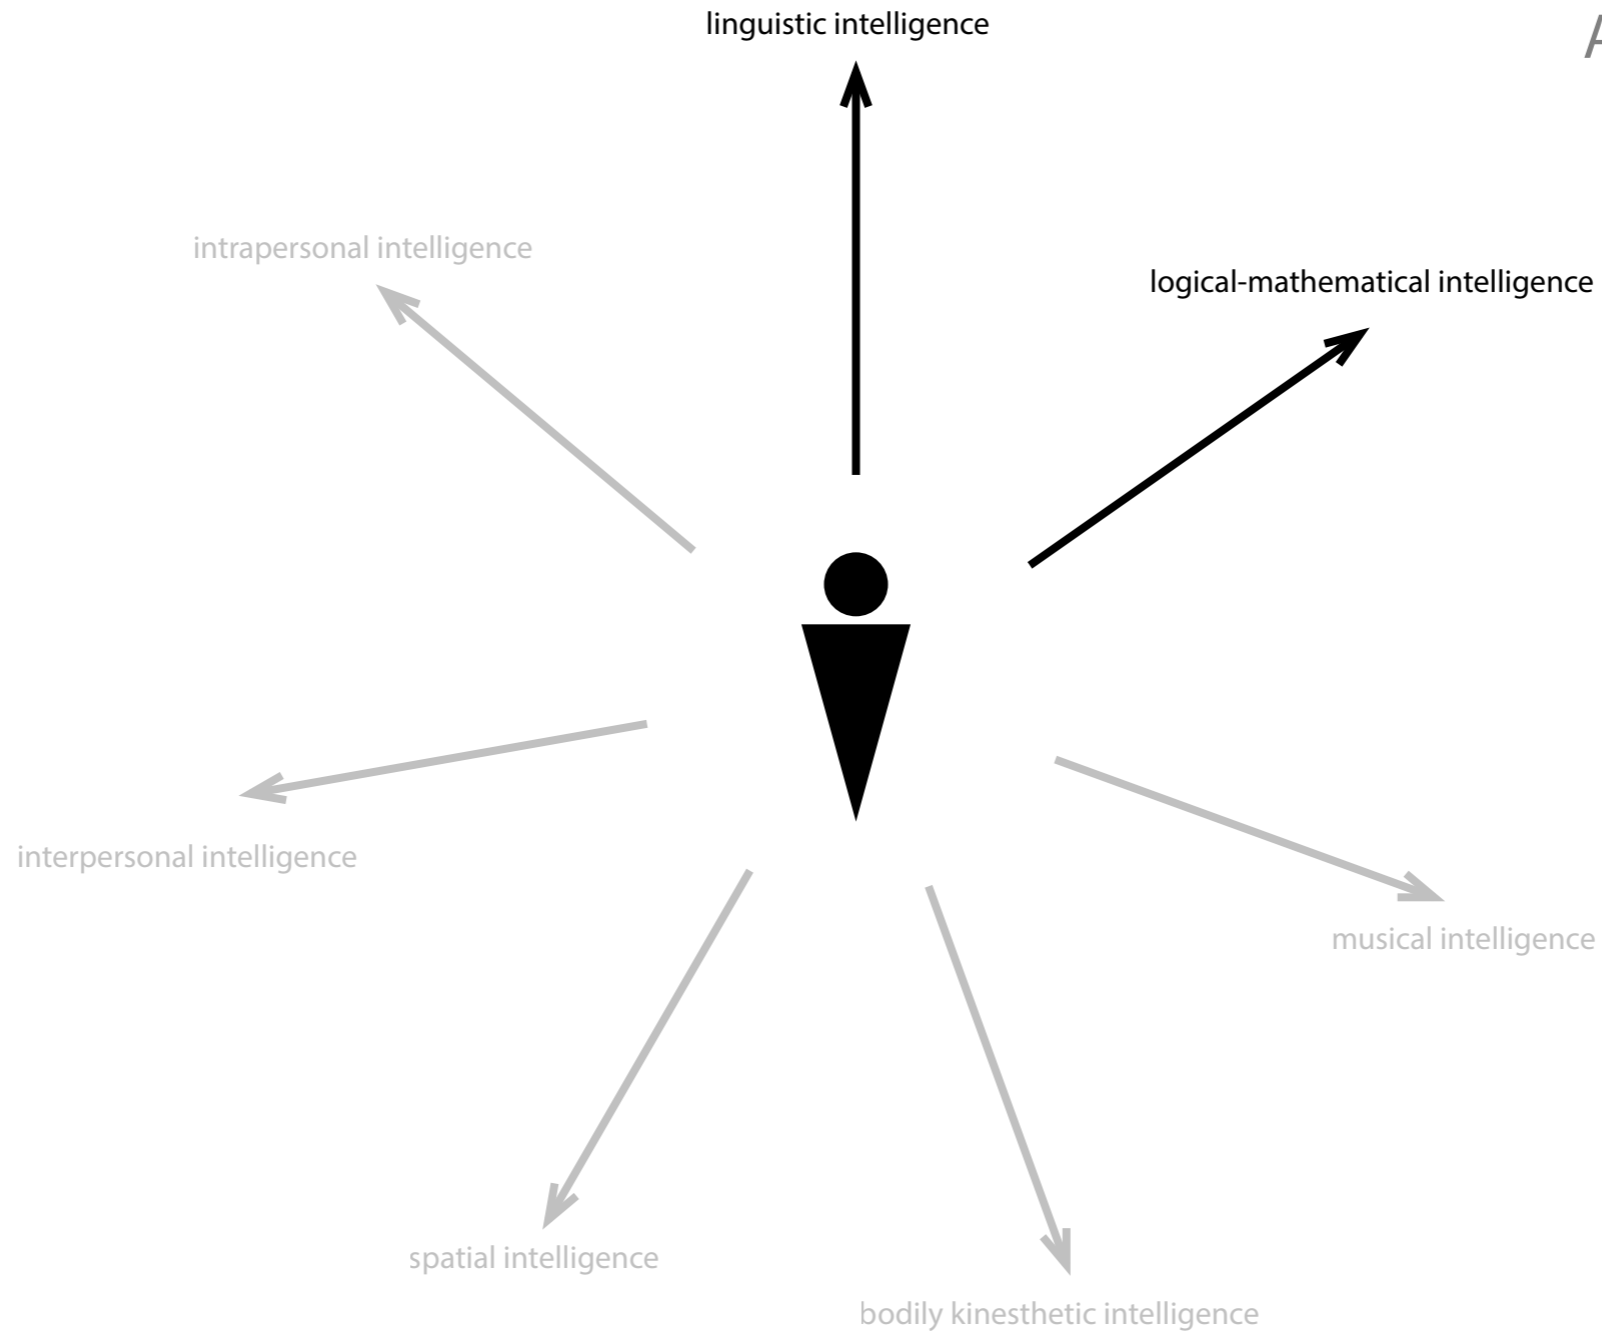 linguistic intelligence
A
intrapersonal intelligence
logical-mathematical intelligence
interpersonal intelligence
musical intelligence
spatial intelligence
bodily kinesthetic intelligence